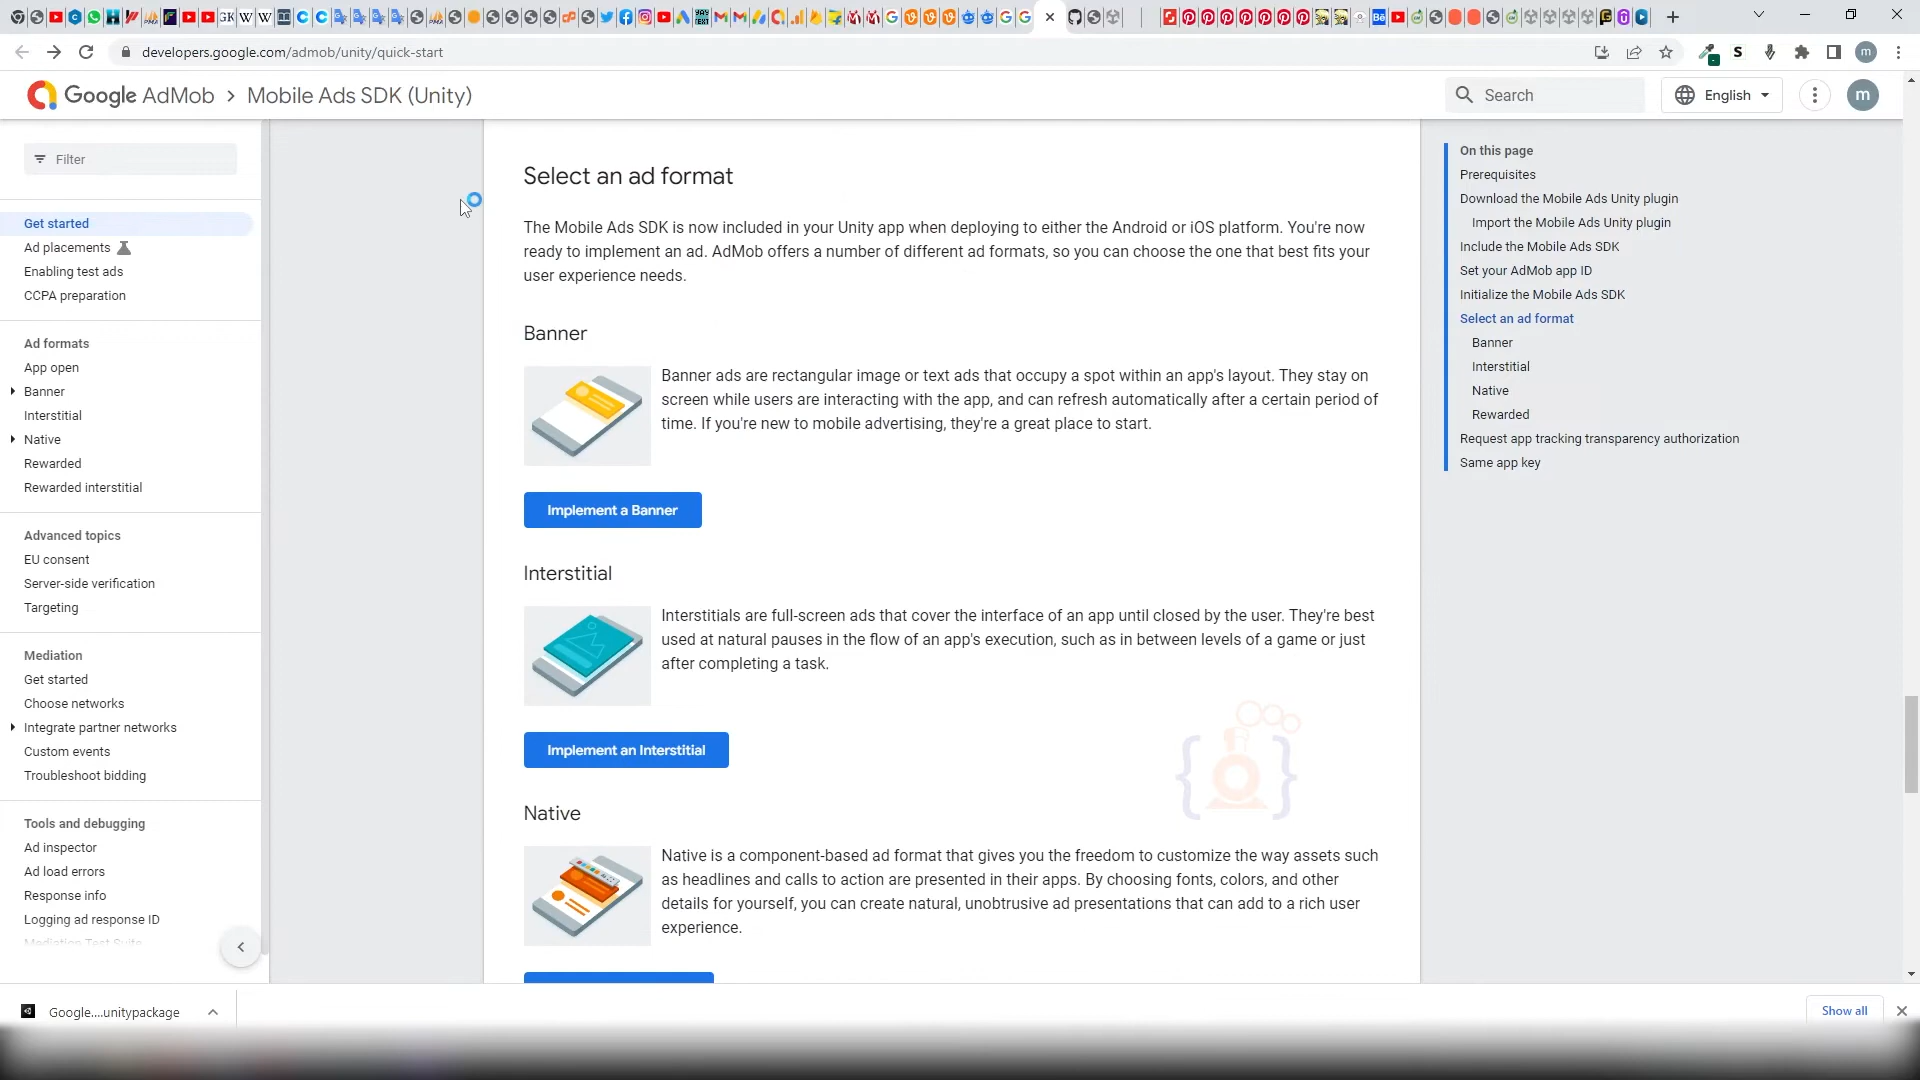 developers.google.com/admob/unity/quick-start
S
m
Google AdMob > Mobile Ads SDK (Unity)
Search
English
m
Filter
Get started
Ad placements
Enabling test ads
CCPA preparation
Ad formats
App open
Banner
Interstitial
Native
Rewarded
Rewarded interstitial
Advanced topics
EU consent
Server-side verification
Targeting
Mediation
Get started
Choose networks
Integrate partner networks
Custom events
Troubleshoot bidding
Tools and debugging
Ad inspector
Ad load errors
Response info
Logging ad response ID
Mediation Test Suite
Select an ad format
The Mobile Ads SDK is now included in your Unity app when deploying to either the Android or iOS platform. You're now
ready to implement an ad. AdMob offers a number of different ad formats, so you can choose the one that best fits your
user experience needs.
Banner
Banner ads are rectangular image or text ads that occupy a spot within an app's layout. They stay on
screen while users are interacting with the app, and can refresh automatically after a certain period of
time. If you're new to mobile advertising, they're a great place to start.
Implement a Banner
Interstitial
Interstitials are full-screen ads that cover the interface of an app until closed by the user. They're best
used at natural pauses in the flow of an app's execution, such as in between levels of a game or just
after completing a task.
Implement an Interstitial
Native
Native is a component-based ad format that gives you the freedom to customize the way assets such
as headlines and calls to action are presented in their apps. By choosing fonts, colors, and other
details for yourself, you can create natural, unobtrusive ad presentations that can add to a rich user
experience.
On this page
Prerequisites
Download the Mobile Ads Unity plugin
Import the Mobile Ads Unity plugin
Include the Mobile Ads SDK
Set your AdMob app ID
Initialize the Mobile Ads SDK
Select an ad format
Banner
Interstitial
Native
Rewarded
Request app tracking transparency authorization
Same app key
Google....unitypackage
Show all